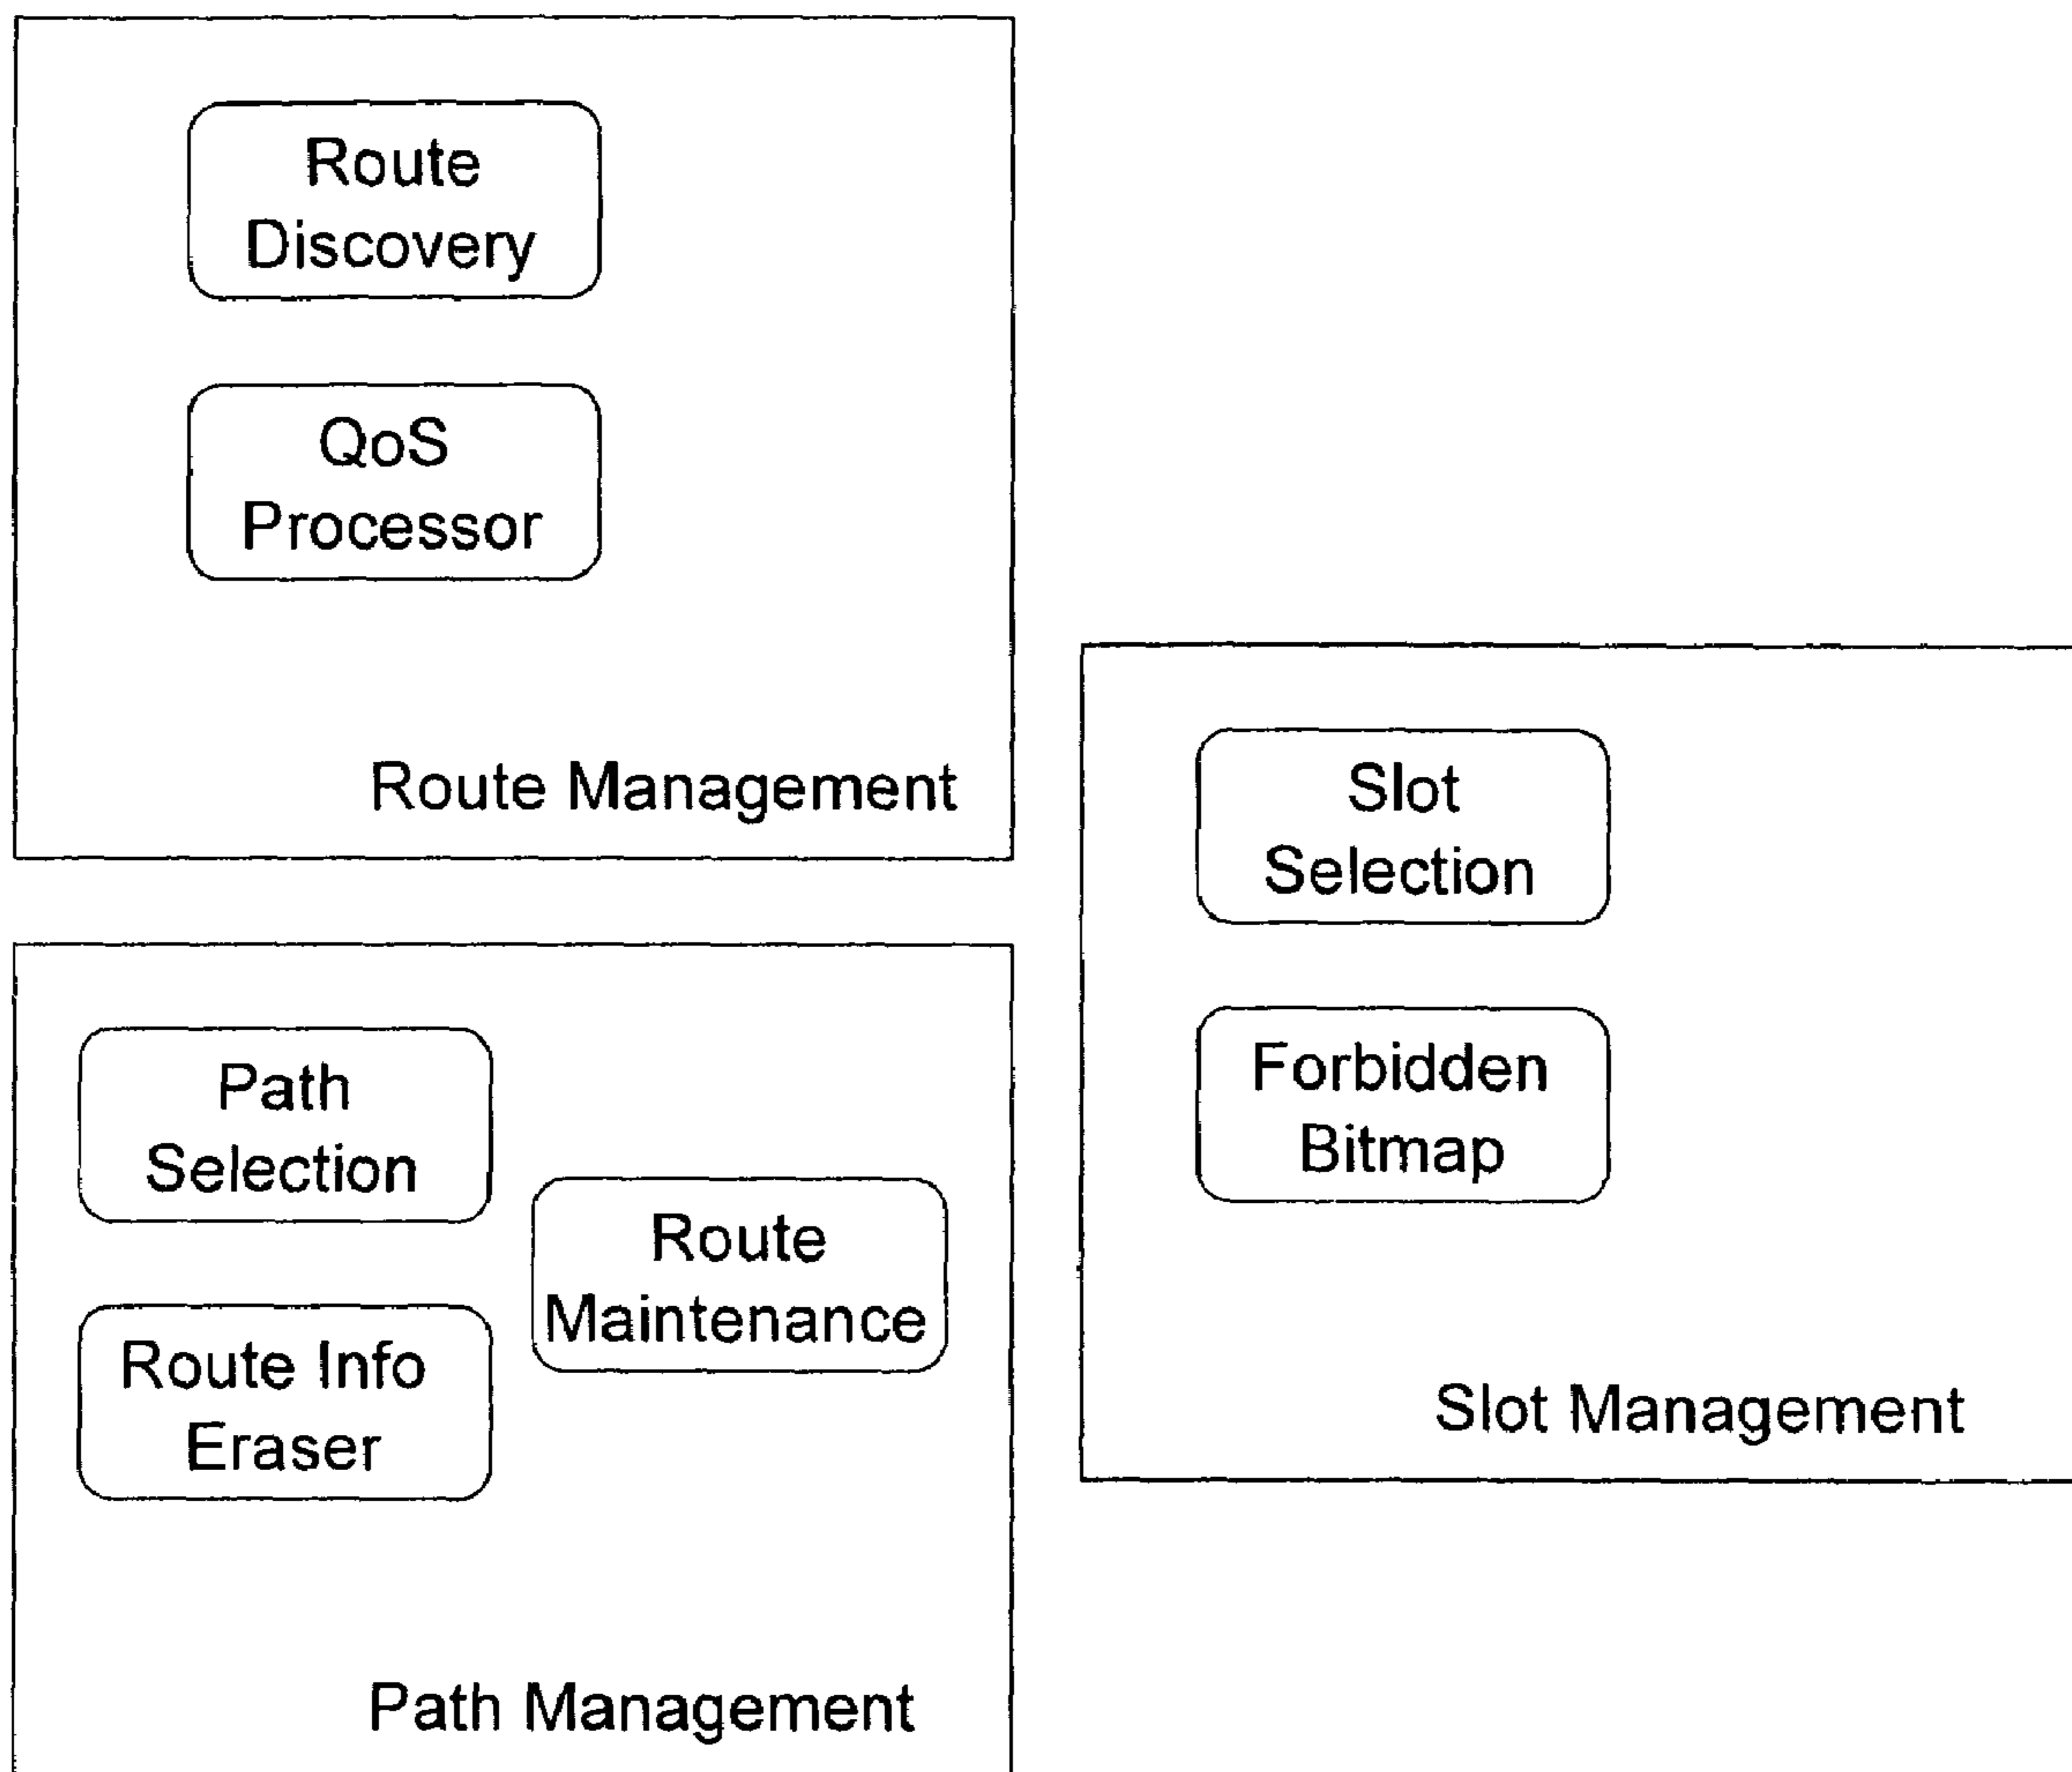 Route
Discovery
QoS
Processor
Route Management
Path
Selection
Route
Maintenance
Route Info
Eraser
Path Management
Slot
Selection
Forbidden
Bitmap
Slot Management